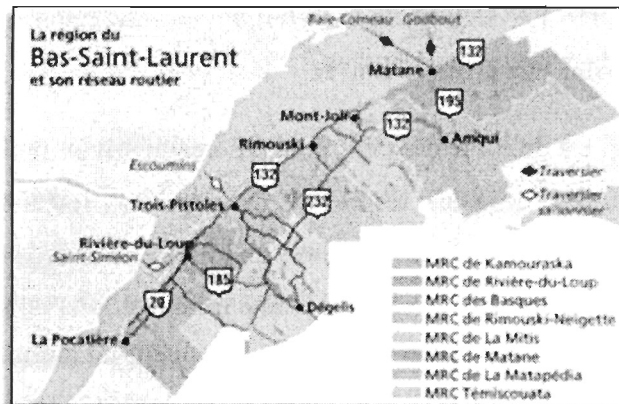 La région du
Bas-Saint-Laurent
et son réseau routier
Baie-Comeau
Godbout
132
Matane
195
Mont-Joli
132
Amqui
Rimouski
Escoumins
132
Traversier
232
Trois-Pistoles
Traversier
saisonnier
Rivière-du-Loup
Saint-Siméon
185
20
Dégelis
La Pocatière
MRC de Kamouraska
MRC de Rivière-du-Loup
MRC des Basques
MRC de Rimouski-Neigette
MRC de La Mitis
MRC de Matane
MRC de La Matapédia
MRC Témiscouata